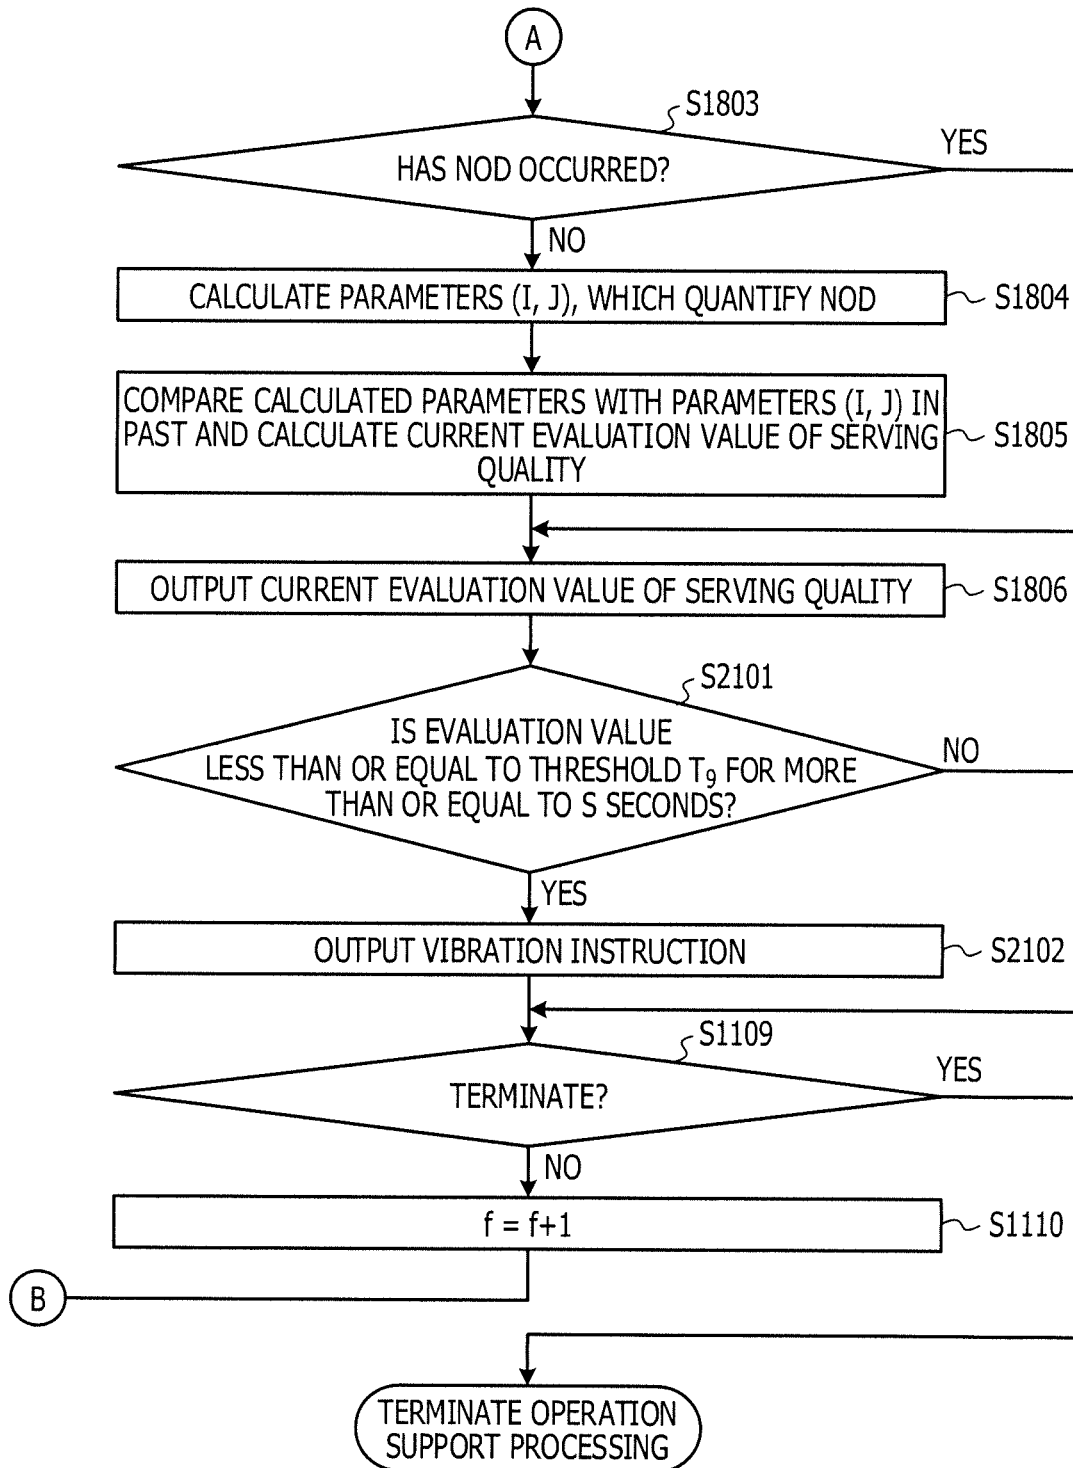 A
S1803
HAS NOD OCCURRED?
YES
NO
CALCULATE PARAMETERS (I, J), WHICH QUANTIFY NOD
S1804
COMPARE CALCULATED PARAMETERS WITH PARAMETERS (I, J) IN
PAST AND CALCULATE CURRENT EVALUATION VALUE OF SERVING
QUALITY
S1805
OUTPUT CURRENT EVALUATION VALUE OF SERVING QUALITY
S1806
S2101
IS EVALUATION VALUE
LESS THAN OR EQUAL TO THRESHOLD T9 FOR MORE
THAN OR EQUAL TO S SECONDS?
NO
YES
OUTPUT VIBRATION INSTRUCTION
S2102
S1109
TERMINATE?
YES
NO
f = f+1
S1110
B
TERMINATE OPERATION
SUPPORT PROCESSING